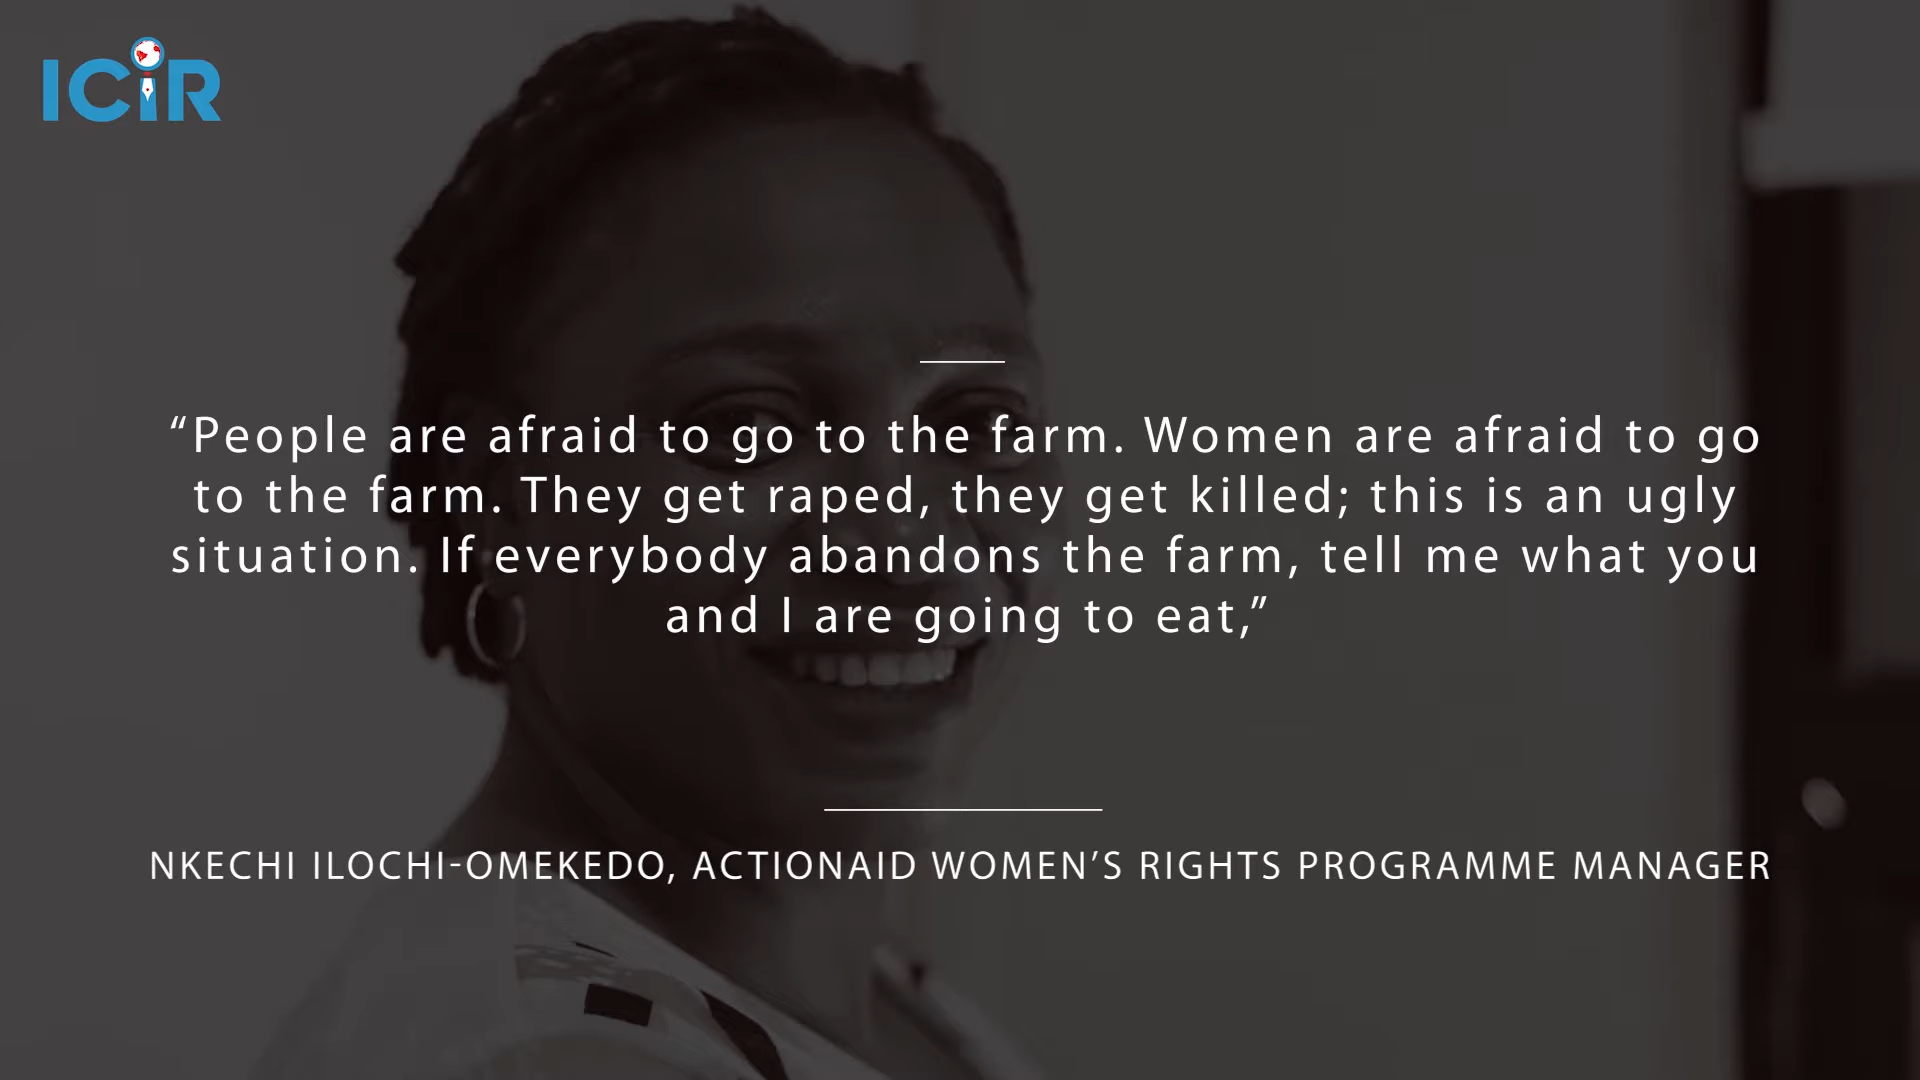 ICiR
“People are afraid to go to the farm. Women are afraid to go
to the farm. They get raped, they get killed; this is an ugly
situation. If everybody abandons the farm, tell me what you
and I are going to eat,”
NKECHI ILOCHI-OMEKEDO, ACTIONAID WOMEN’S RIGHTS PROGRAMME MANAGER